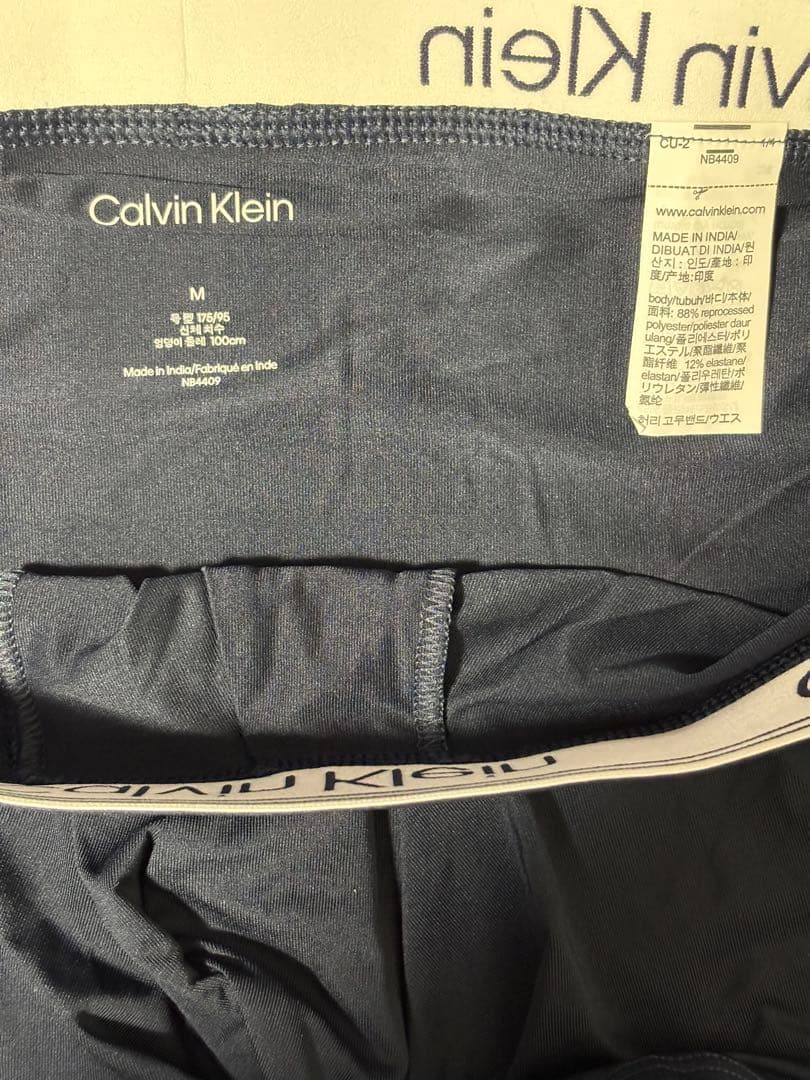 Calvin Klein
Calvin Klein
M
175/95
신체 치수
엉덩이 둘레 100cm
Made in India/Fabriqué en Inde
NB4409
CU-2 1/4
NB4409
www.calvinklein.com
MADE IN INDIA/
DIBUAT DI INDIA/원
산지 : 인도/產地 : 印
度/产地:印度
body/tubuh/바디/本体/
面料: 88% reprocessed
polyester/poliester daur
ulang/폴리에스터/ポリ
エステル/聚酯纖維/聚
酯纤维 12% elastane/
elastan/폴리우레탄/ポ
リウレタン/彈性纖維/
氨纶
허리 고무밴드/ウエス
Calvin Klein